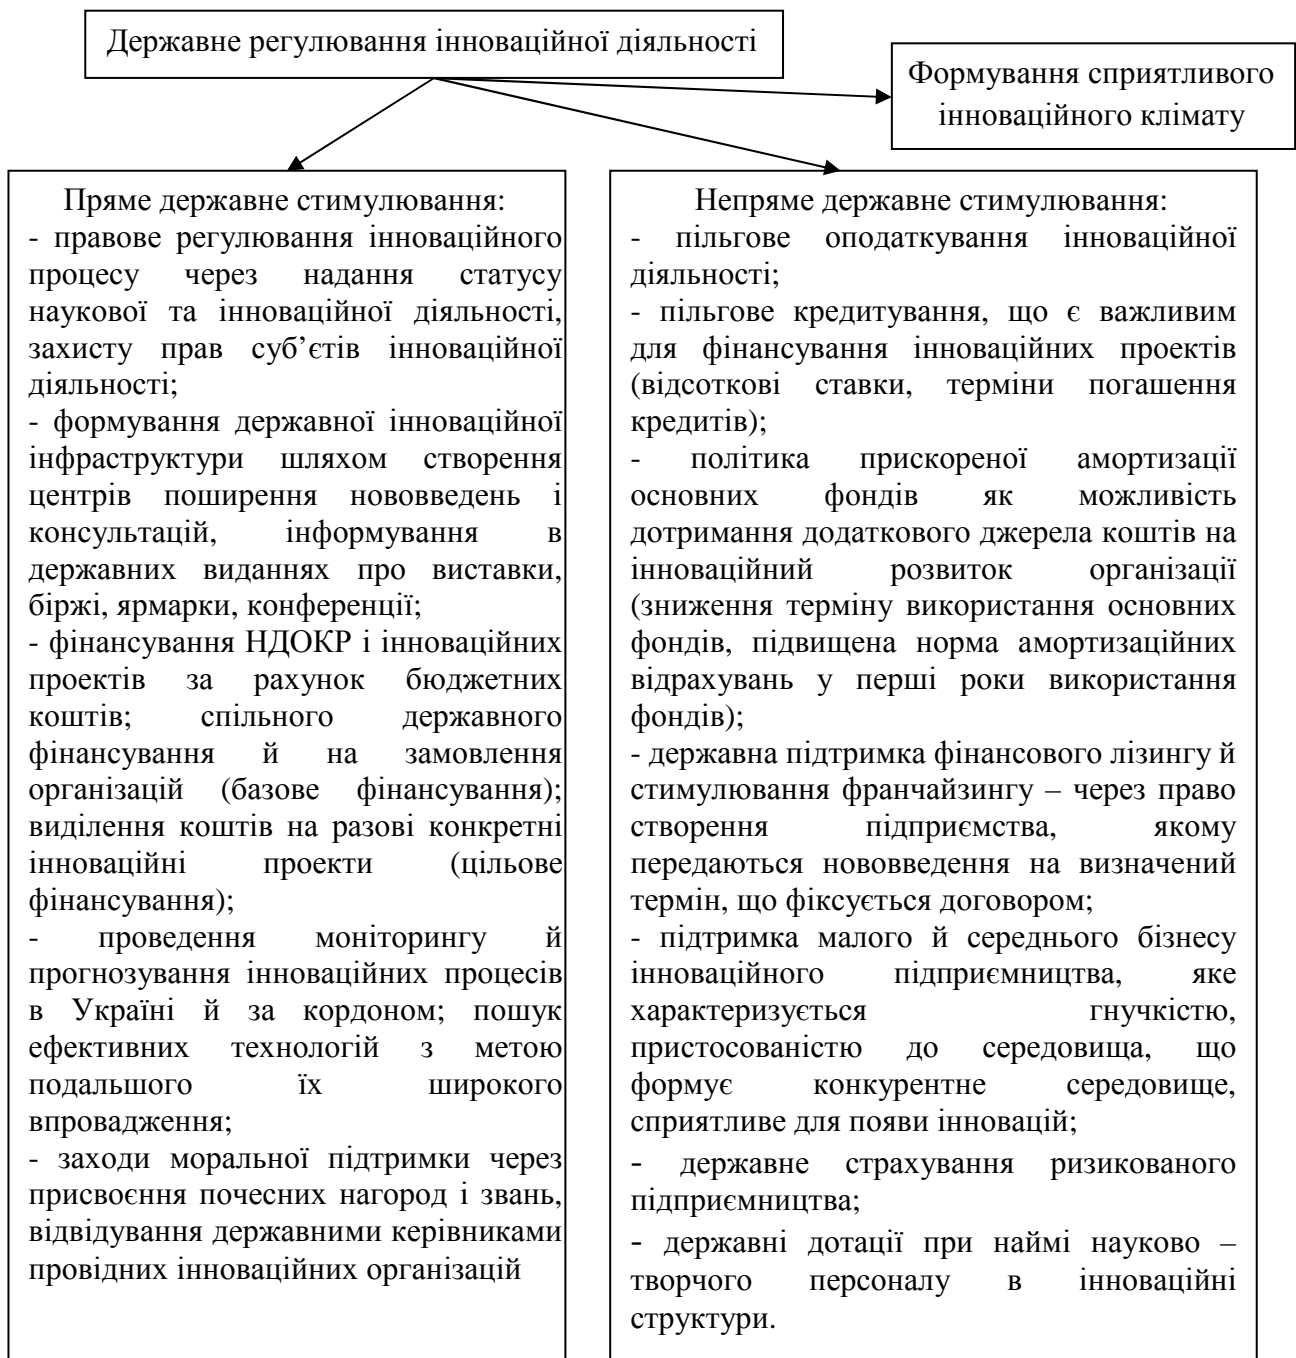 Державне регулювання інноваційної діяльності
Формування сприятливого
інноваційного клімату
Пряме державне стимулювання:
- правове регулювання інноваційного
процесу через надання статусу
наукової та інноваційної діяльності,
захисту прав суб’єтів інноваційної
діяльності;
- формування державної інноваційної
інфраструктури шляхом створення
центрів поширення нововведень і
консультацій, інформування в
державних виданнях про виставки,
біржі, ярмарки, конференції;
- фінансування НДОКР і інноваційних
проектів за рахунок бюджетних
коштів; спільного державного
фінансування й на замовлення
організацій (базове фінансування);
виділення коштів на разові конкретні
інноваційні проекти (цільове
фінансування);
- проведення моніторингу й
прогнозування інноваційних процесів
в Україні й за кордоном; пошук
ефективних технологій з метою
подальшого їх широкого
впровадження;
- заходи моральної підтримки через
присвоєння почесних нагород і звань,
відвідування державними керівниками
провідних інноваційних організацій
Непряме державне стимулювання:
- пільгове оподаткування інноваційної
діяльності;
- пільгове кредитування, що є важливим
для фінансування інноваційних проектів
(відсоткові ставки, терміни погашення
кредитів);
- політика прискореної амортизації
основних фондів як можливість
дотримання додаткового джерела коштів на
інноваційний розвиток організації
(зниження терміну використання основних
фондів, підвищена норма амортизаційних
відрахувань у перші роки використання
фондів);
- державна підтримка фінансового лізингу й
стимулювання франчайзингу – через право
створення підприємства, якому
передаються нововведення на визначений
термін, що фіксується договором;
- підтримка малого й середнього бізнесу
інноваційного підприємництва, яке
характеризується гнучкістю,
пристосованістю до середовища, що
формує конкурентне середовище,
сприятливе для появи інновацій;
- державне страхування ризикованого
підприємництва;
- державні дотації при наймі науково –
творчого персоналу в інноваційні
структури.